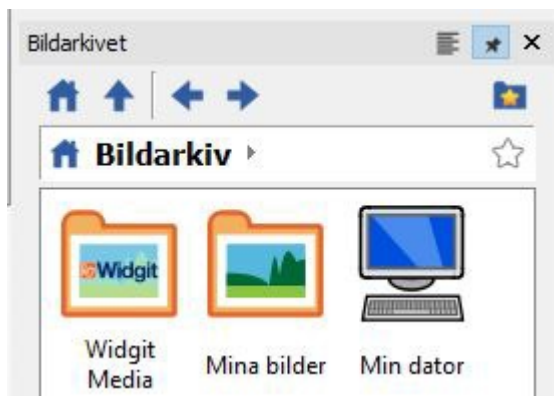 Bildarkivet
Bildarkiv
Widgit
Widgit
Media
Mina bilder
Min dator